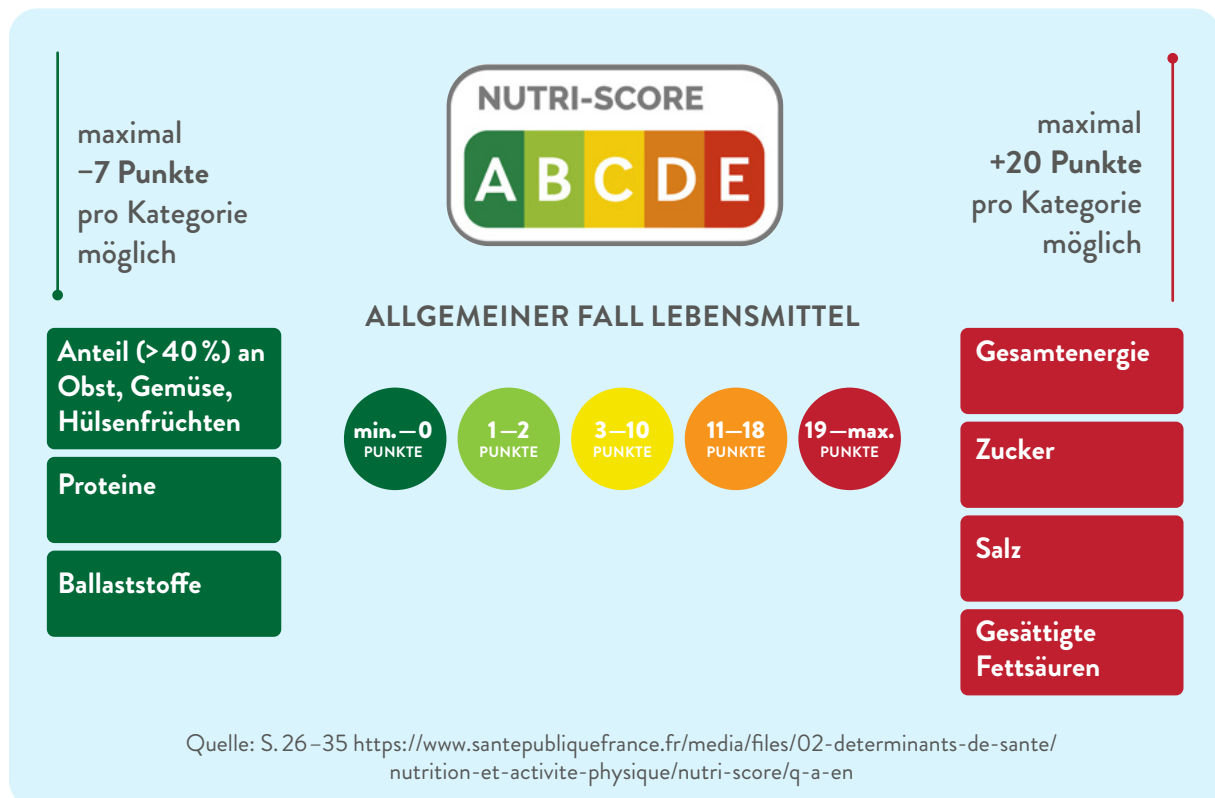 maximal
–7 Punkte
pro Kategorie
möglich
NUTRI-SCORE
A B C D E
maximal
+20 Punkte
pro Kategorie
möglich
ALLGEMEINER FALL LEBENSMITTEL
Anteil (>40 %) an
Obst, Gemüse,
Hülsenfrüchten
Proteine
Ballaststoffe
min.—0
PUNKTE
1—2
PUNKTE
3—10
PUNKTE
11—18
PUNKTE
19—max.
PUNKTE
Gesamtenergie
Zucker
Salz
Gesättigte
Fettsäuren
Quelle: S. 26–35 https://www.santepubliquefrance.fr/media/files/02-determinants-de-sante/
nutrition-et-activite-physique/nutri-score/q-a-en